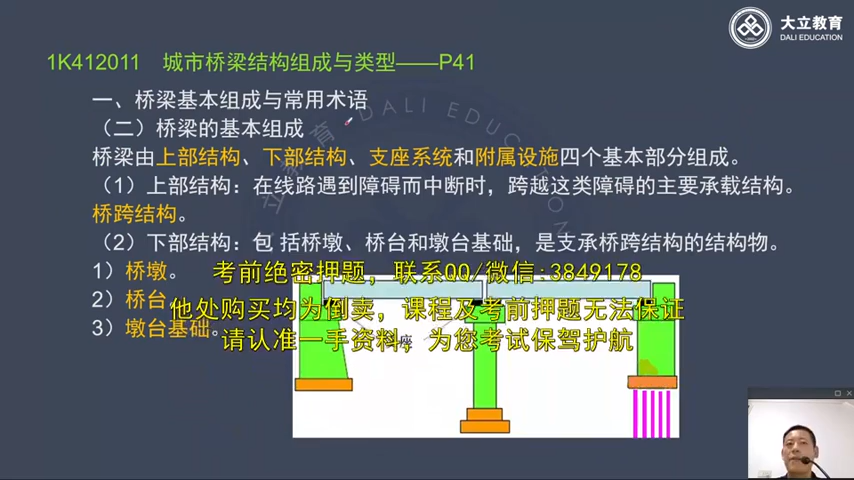 大立教育
DALI EDUCATION
1K412011 城市桥梁结构组成与类型——P41
一、桥梁基本组成与常用术语
（二）桥梁的基本组成
桥梁由上部结构、下部结构、支座系统和附属设施四个基本部分组成。
（1）上部结构：在线路遇到障碍而中断时，跨越这类障碍的主要承载结构。
桥跨结构。
（2）下部结构：包 括桥墩、桥台和墩台基础，是支承桥跨结构的结构物。
1）桥墩。
考前绝密押题，联系QQ/微信:3849178
2）桥台。
他处购买均为倒卖，课程及考前押题无法保证
3）墩台基础。
请认准一手资料，为您考试保驾护航
座